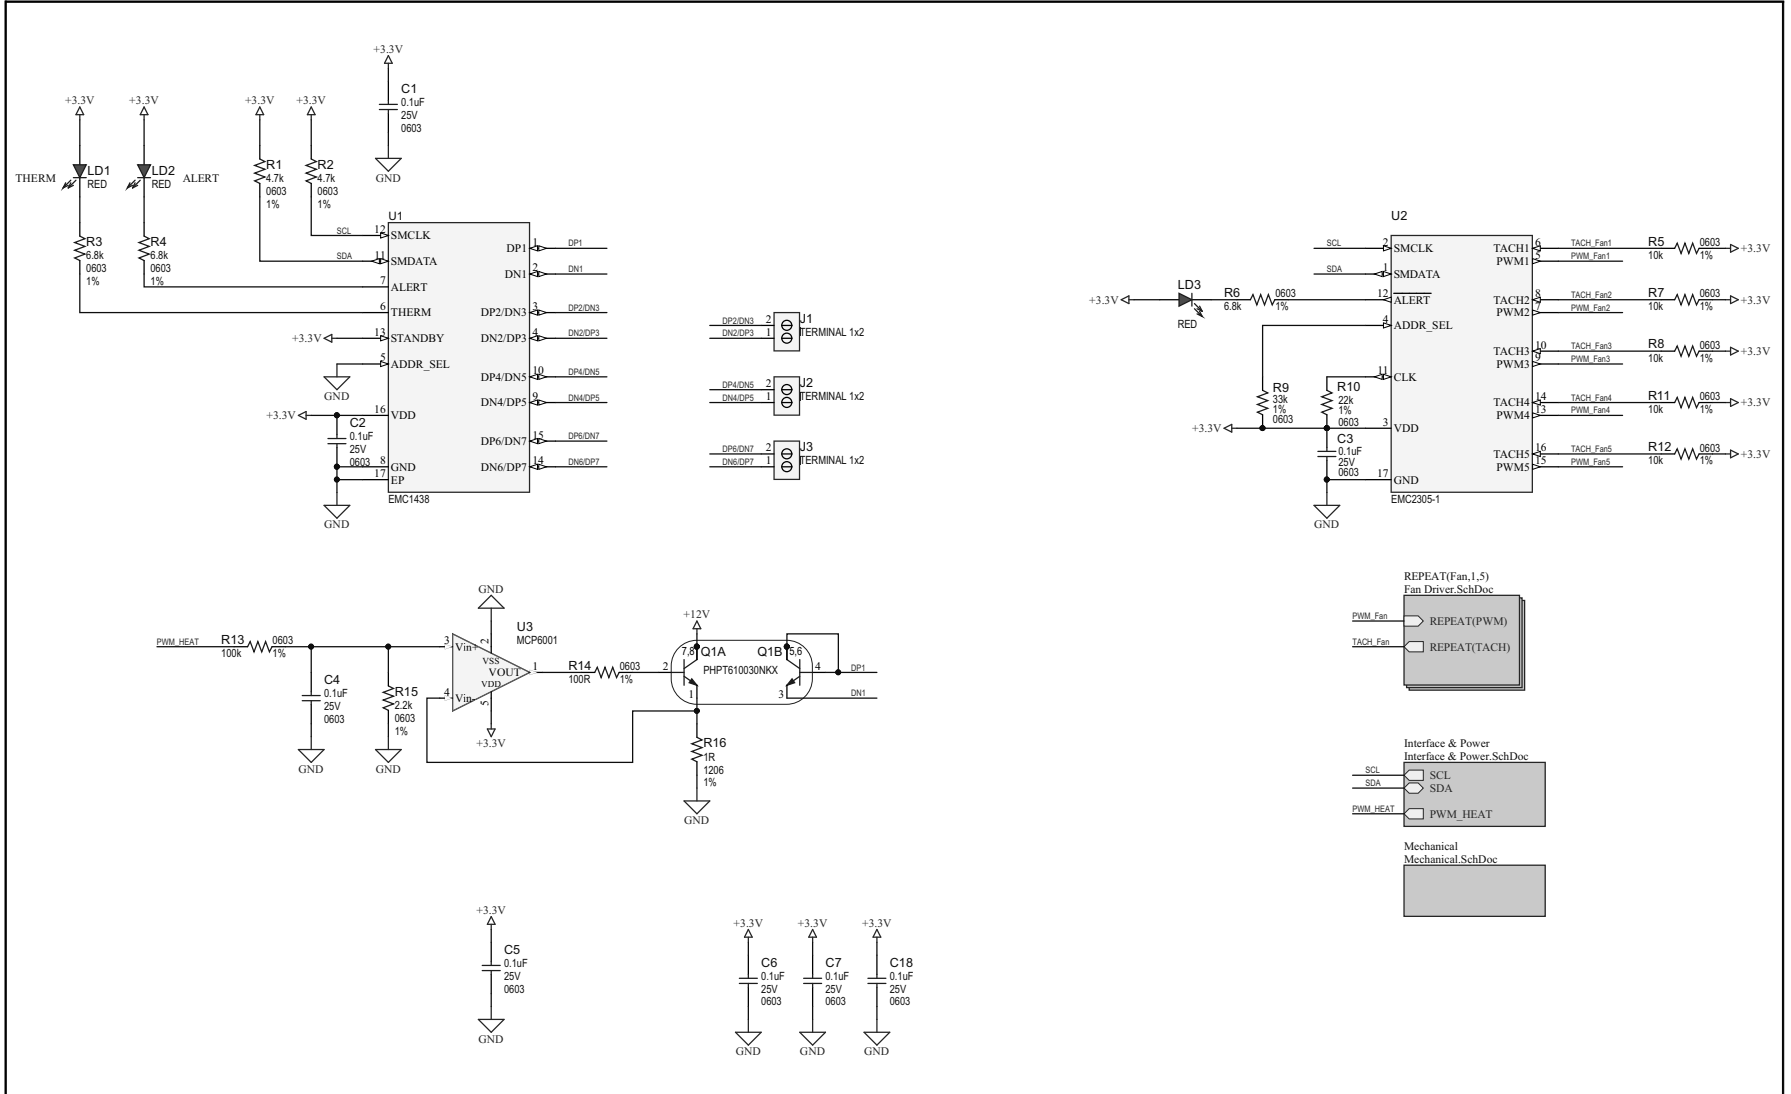 +3.3V
C1
0.1uF
25V
0603
GND
+3.3V
+3.3V
+3.3V
+3.3V
THERM
LD1
RED
LD2
RED
ALERT
R1
4.7k
0603
1%
R2
4.7k
0603
1%
R3
6.8k
0603
1%
R4
6.8k
0603
1%
U1
SCL
12
SMCLK
SDA
11
SMDATA
7
ALERT
6
THERM
+3.3V
13
STANDBY
5
ADDR_SEL
GND
+3.3V
16
VDD
C2
0.1uF
25V
0603
8
GND
17
EP
GND
EMC1438
DP1
1
DP1
DN1
2
DN1
DP2/DN3
3
DP2/DN3
DN2/DP3
4
DN2/DP3
DP4/DN5
10
DP4/DN5
DN4/DP5
9
DN4/DP5
DP6/DN7
15
DP6/DN7
DN6/DP7
14
DN6/DP7
DP2/DN3
2
DN2/DP3
1
J1
TERMINAL 1x2
DP4/DN5
2
DN4/DP5
1
J2
TERMINAL 1x2
DP6/DN7
2
DN6/DP7
1
J3
TERMINAL 1x2
U2
SCL
2
SMCLK
SDA
1
SMDATA
+3.3V
LD3
RED
R6
6.8k
0603
1%
12
ALERT
4
ADDR_SEL
11
CLK
R9
33k
1%
0603
R10
22k
1%
0603
+3.3V
3
VDD
C3
0.1uF
25V
0603
17
GND
GND
EMC2305-1
TACH1
6
TACH_Fan1
R5
10k
0603
1%
+3.3V
PWM1
5
PWM_Fan1
TACH2
8
TACH_Fan2
R7
10k
0603
1%
+3.3V
PWM2
7
PWM_Fan2
TACH3
10
TACH_Fan3
R8
10k
0603
1%
+3.3V
PWM3
9
PWM_Fan3
TACH4
14
TACH_Fan4
R11
10k
0603
1%
+3.3V
PWM4
13
PWM_Fan4
TACH5
16
TACH_Fan5
R12
10k
0603
1%
+3.3V
PWM5
15
PWM_Fan5
PWM_HEAT
R13
100k
0603
1%
C4
0.1uF
25V
0603
GND
R15
2.2k
0603
1%
GND
GND
U3
MCP6001
3
Vin+
2
VSS
VOUT
1
VDD
4
Vin-
5
+3.3V
R14
100R
0603
1%
+12V
7,8
Q1A
Q1B
5,6
PHPT610030NKX
2
1
4
3
DP1
DN1
R16
1R
1206
1%
GND
REPEAT(Fan,1,5)
Fan Driver.SchDoc
PWM_Fan
REPEAT(PWM)
TACH_Fan
REPEAT(TACH)
Interface & Power
Interface & Power.SchDoc
SCL
SCL
SDA
SDA
PWM_HEAT
PWM_HEAT
Mechanical
Mechanical.SchDoc
+3.3V
C5
0.1uF
25V
0603
GND
+3.3V
C6
0.1uF
25V
0603
GND
+3.3V
C7
0.1uF
25V
0603
GND
+3.3V
C18
0.1uF
25V
0603
GND